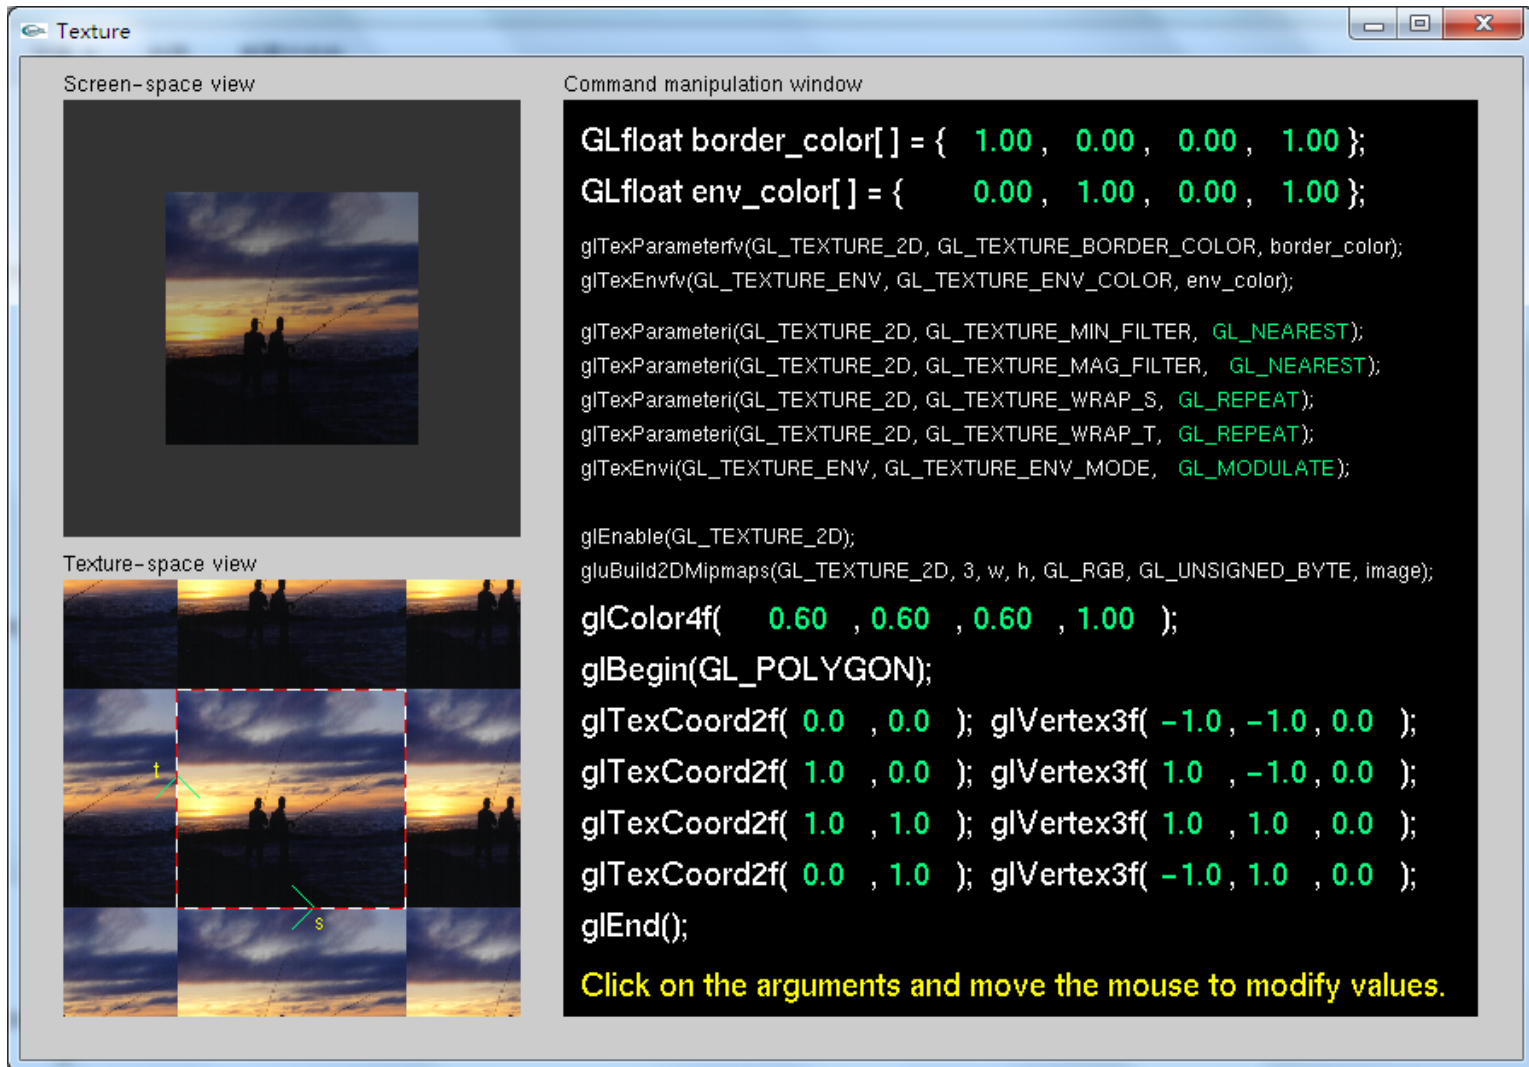 Texture
Screen-space view
Command manipulation window
GLfloat border_color[ ] = { 1.00 , 0.00 , 0.00 , 1.00 };
GLfloat env_color[ ] = { 0.00 , 1.00 , 0.00 , 1.00 };
glTexParameterfv(GL_TEXTURE_2D, GL_TEXTURE_BORDER_COLOR, border_color);
glTexEnvfv(GL_TEXTURE_ENV, GL_TEXTURE_ENV_COLOR, env_color);
glTexParameteri(GL_TEXTURE_2D, GL_TEXTURE_MIN_FILTER, GL_NEAREST);
glTexParameteri(GL_TEXTURE_2D, GL_TEXTURE_MAG_FILTER, GL_NEAREST);
glTexParameteri(GL_TEXTURE_2D, GL_TEXTURE_WRAP_S, GL_REPEAT);
glTexParameteri(GL_TEXTURE_2D, GL_TEXTURE_WRAP_T, GL_REPEAT);
glTexEnvi(GL_TEXTURE_ENV, GL_TEXTURE_ENV_MODE, GL_MODULATE);
glEnable(GL_TEXTURE_2D);
gluBuild2DMipmaps(GL_TEXTURE_2D, 3, w, h, GL_RGB, GL_UNSIGNED_BYTE, image);
glColor4f( 0.60 , 0.60 , 0.60 , 1.00 );
glBegin(GL_POLYGON);
glTexCoord2f( 0.0 , 0.0 ); glVertex3f( -1.0 , -1.0 , 0.0 );
glTexCoord2f( 1.0 , 0.0 ); glVertex3f( 1.0 , -1.0 , 0.0 );
glTexCoord2f( 1.0 , 1.0 ); glVertex3f( 1.0 , 1.0 , 0.0 );
glTexCoord2f( 0.0 , 1.0 ); glVertex3f( -1.0 , 1.0 , 0.0 );
glEnd();
Click on the arguments and move the mouse to modify values.
Texture-space view
t
s